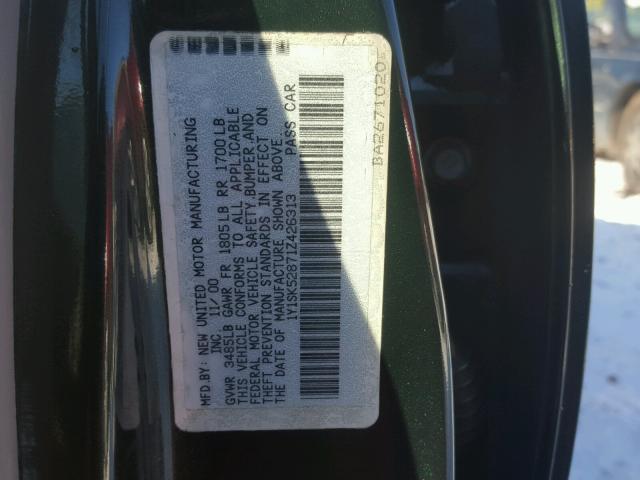 MFD.BY: NEW UNITED MOTOR MANUFACTURING
INC 11/00
GVWR 3485LB GAWR FR 1805LB RR 1700LB
THIS VEHICLE CONFORMS TO ALL APPLICABLE
FEDERAL MOTOR VEHICLE SAFETY, BUMPER AND
THEFT PREVENTION STANDARDS IN EFFECT ON
THE DATE OF MANUFACTURE SHOWN ABOVE.
1Y1SK52871Z426313 PASS CAR
BA2671020